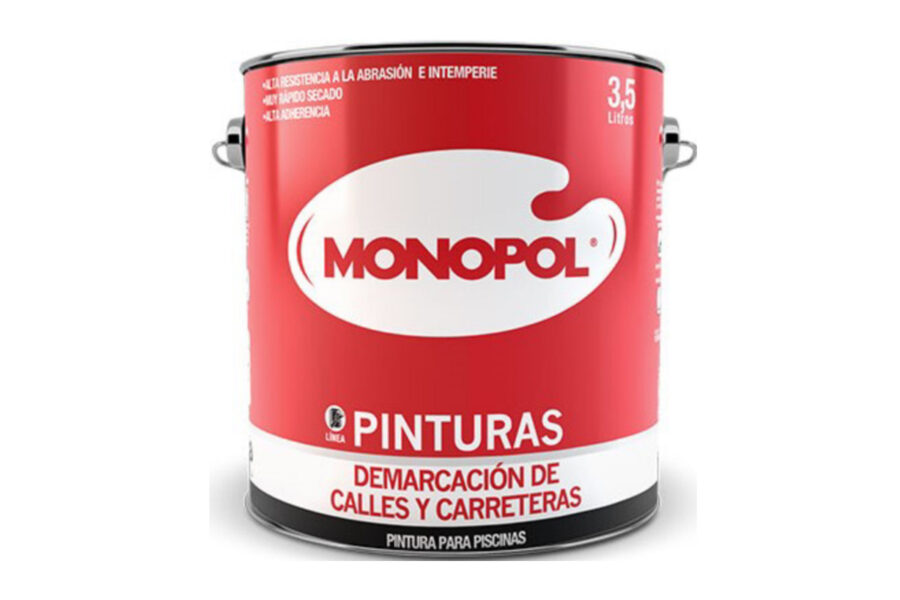 •ALTA RESISTENCIA A LA ABRASIÓN E INTEMPERIE
•MUY RÁPIDO SECADO
•ALTA ADHERENCIA
3,5
Litros
MONOPOL®
LÍNEA
PINTURAS
DEMARCACIÓN DE
CALLES Y CARRETERAS
PINTURA PARA PISCINAS